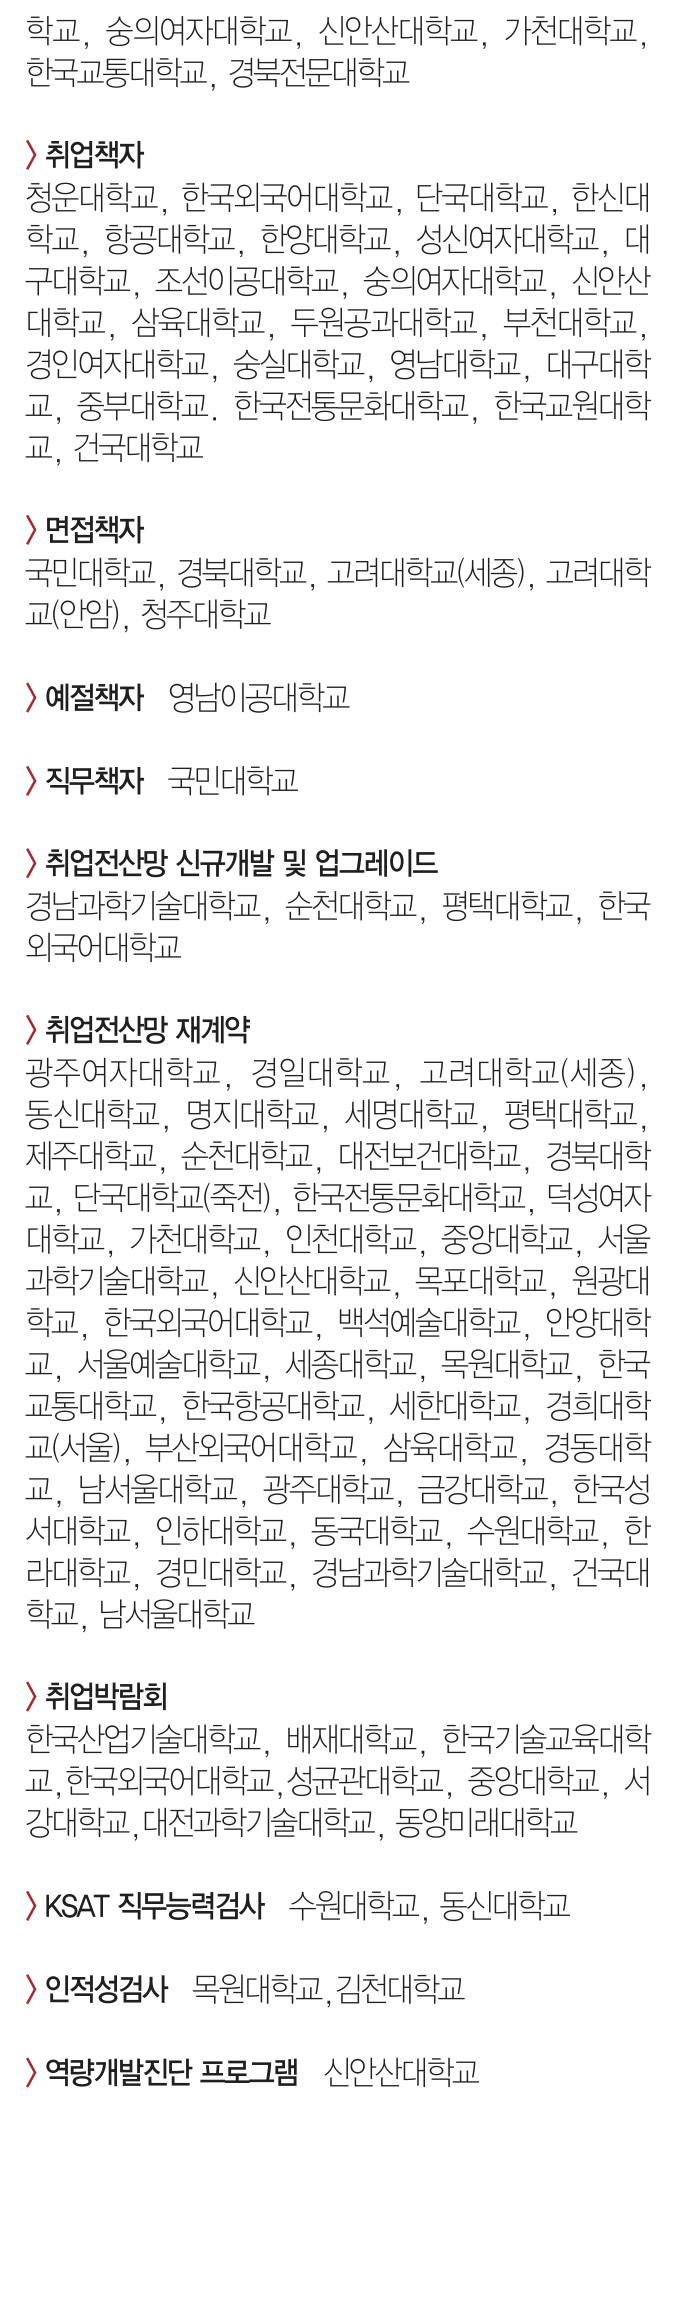 학교, 숭의여자대학교, 신안산대학교, 가천대학교,
한국교통대학교, 경북전문대학교
〉취업책자
청운대학교, 한국외국어대학교, 단국대학교, 한신대
학교, 항공대학교, 한양대학교, 성신여자대학교, 대
구대학교, 조선이공대학교, 숭의여자대학교, 신안산
대학교, 삼육대학교, 두원공과대학교, 부천대학교,
경인여자대학교, 숭실대학교, 영남대학교, 대구대학
교, 중부대학교. 한국전통문화대학교, 한국교원대학
교, 건국대학교
〉면접책자
국민대학교, 경북대학교, 고려대학교(세종), 고려대학
교(안암), 청주대학교
〉예절책자 영남이공대학교
〉직무책자 국민대학교
〉취업전산망 신규개발 및 업그레이드
경남과학기술대학교, 순천대학교, 평택대학교, 한국
외국어대학교
〉취업전산망 재계약
광주여자대학교, 경일대학교, 고려대학교(세종),
동신대학교, 명지대학교, 세명대학교, 평택대학교,
제주대학교, 순천대학교, 대전보건대학교, 경북대학
교, 단국대학교(죽전), 한국전통문화대학교, 덕성여자
대학교, 가천대학교, 인천대학교, 중앙대학교, 서울
과학기술대학교, 신안산대학교, 목포대학교, 원광대
학교, 한국외국어대학교, 백석예술대학교, 안양대학
교, 서울예술대학교, 세종대학교, 목원대학교, 한국
교통대학교, 한국항공대학교, 세한대학교, 경희대학
교(서울), 부산외국어대학교, 삼육대학교, 경동대학
교, 남서울대학교, 광주대학교, 금강대학교, 한국성
서대학교, 인하대학교, 동국대학교, 수원대학교, 한
라대학교, 경민대학교, 경남과학기술대학교, 건국대
학교, 남서울대학교
〉취업박람회
한국산업기술대학교, 배재대학교, 한국기술교육대학
교,한국외국어대학교,성균관대학교, 중앙대학교, 서
강대학교,대전과학기술대학교, 동양미래대학교
〉KSAT 직무능력검사 수원대학교, 동신대학교
〉인적성검사 목원대학교,김천대학교
〉역량개발진단 프로그램 신안산대학교